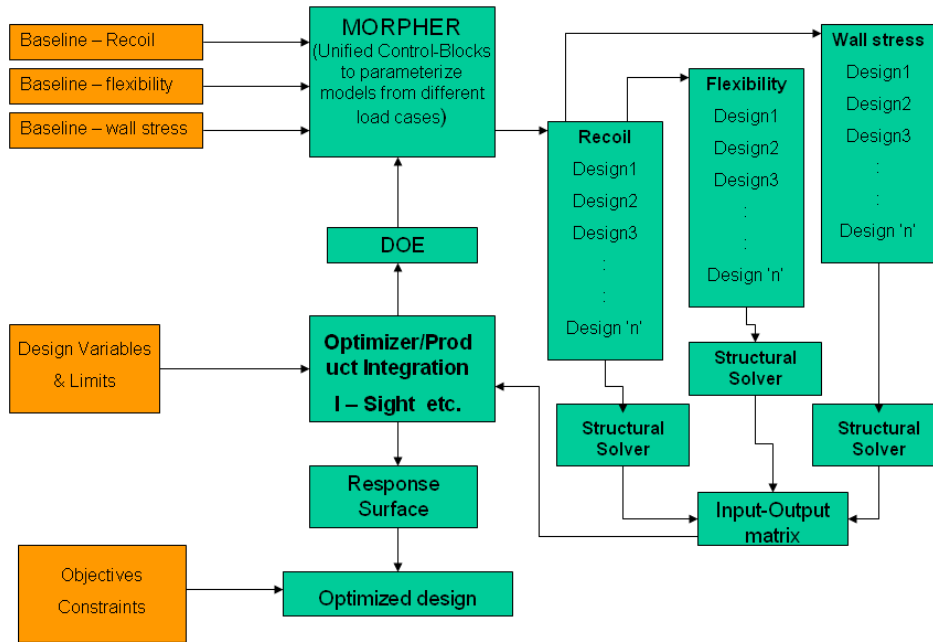 Baseline – Recoil
Baseline – flexibility
Baseline – wall stress
MORPHER
(Unified Control-Blocks
to parameterize
models from different
load cases)
Wall stress
Design1
Design2
Design3
:
:
Design 'n'
Flexibility
Design1
Design2
Design3
:
:
Design 'n'
Recoil
Design1
Design2
Design3
:
:
Design 'n'
DOE
Design Variables
& Limits
Optimizer/Prod
uct Integration
I – Sight etc.
Structural
Solver
Structural
Solver
Structural
Solver
Response
Surface
Input-Output
matrix
Objectives
Constraints
Optimized design